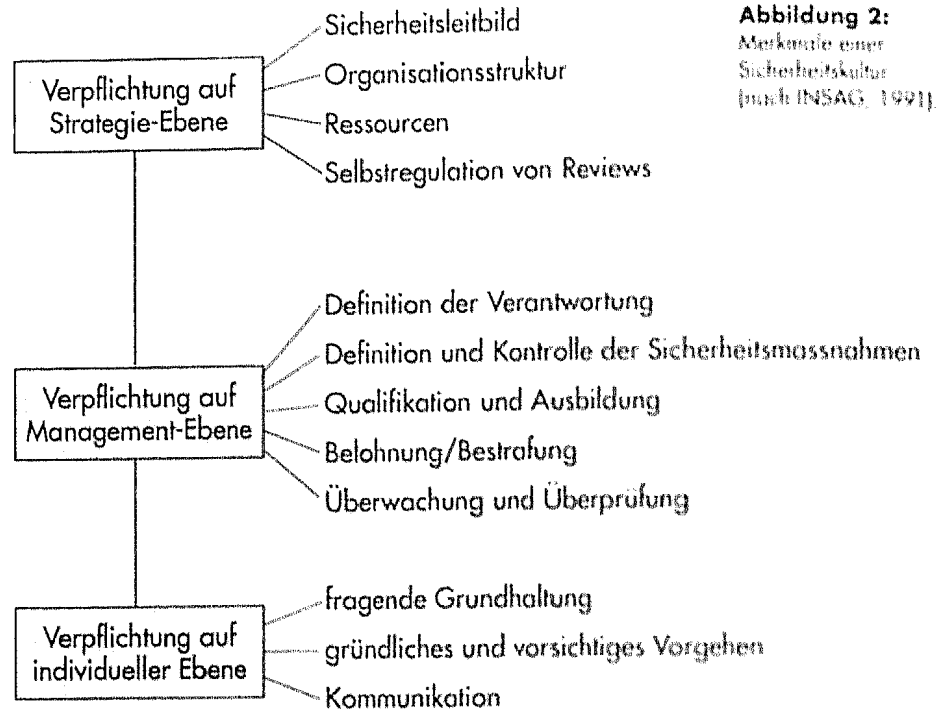 Abbildung 2:
Merkmale einer
Sicherheitskultur
(nach INSAG, 1991).
Verpflichtung auf
Strategie-Ebene
Sicherheitsleitbild
Organisationsstruktur
Ressourcen
Selbstregulation von Reviews
Verpflichtung auf
Management-Ebene
Definition der Verantwortung
Definition und Kontrolle der Sicherheitsmassnahmen
Qualifikation und Ausbildung
Belohnung/Bestrafung
Überwachung und Überprüfung
Verpflichtung auf
individueller Ebene
fragende Grundhaltung
gründliches und vorsichtiges Vorgehen
Kommunikation